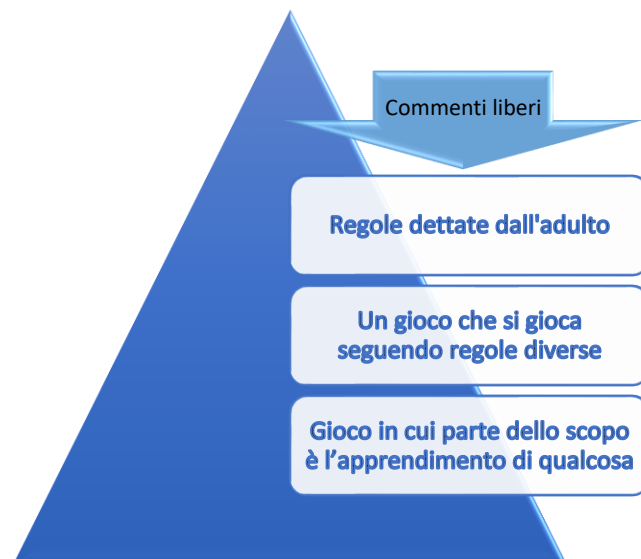 Commenti liberi
Regole dettate dall'adulto
Un gioco che si gioca
seguendo regole diverse
Gioco in cui parte dello scopo
è l’apprendimento di qualcosa